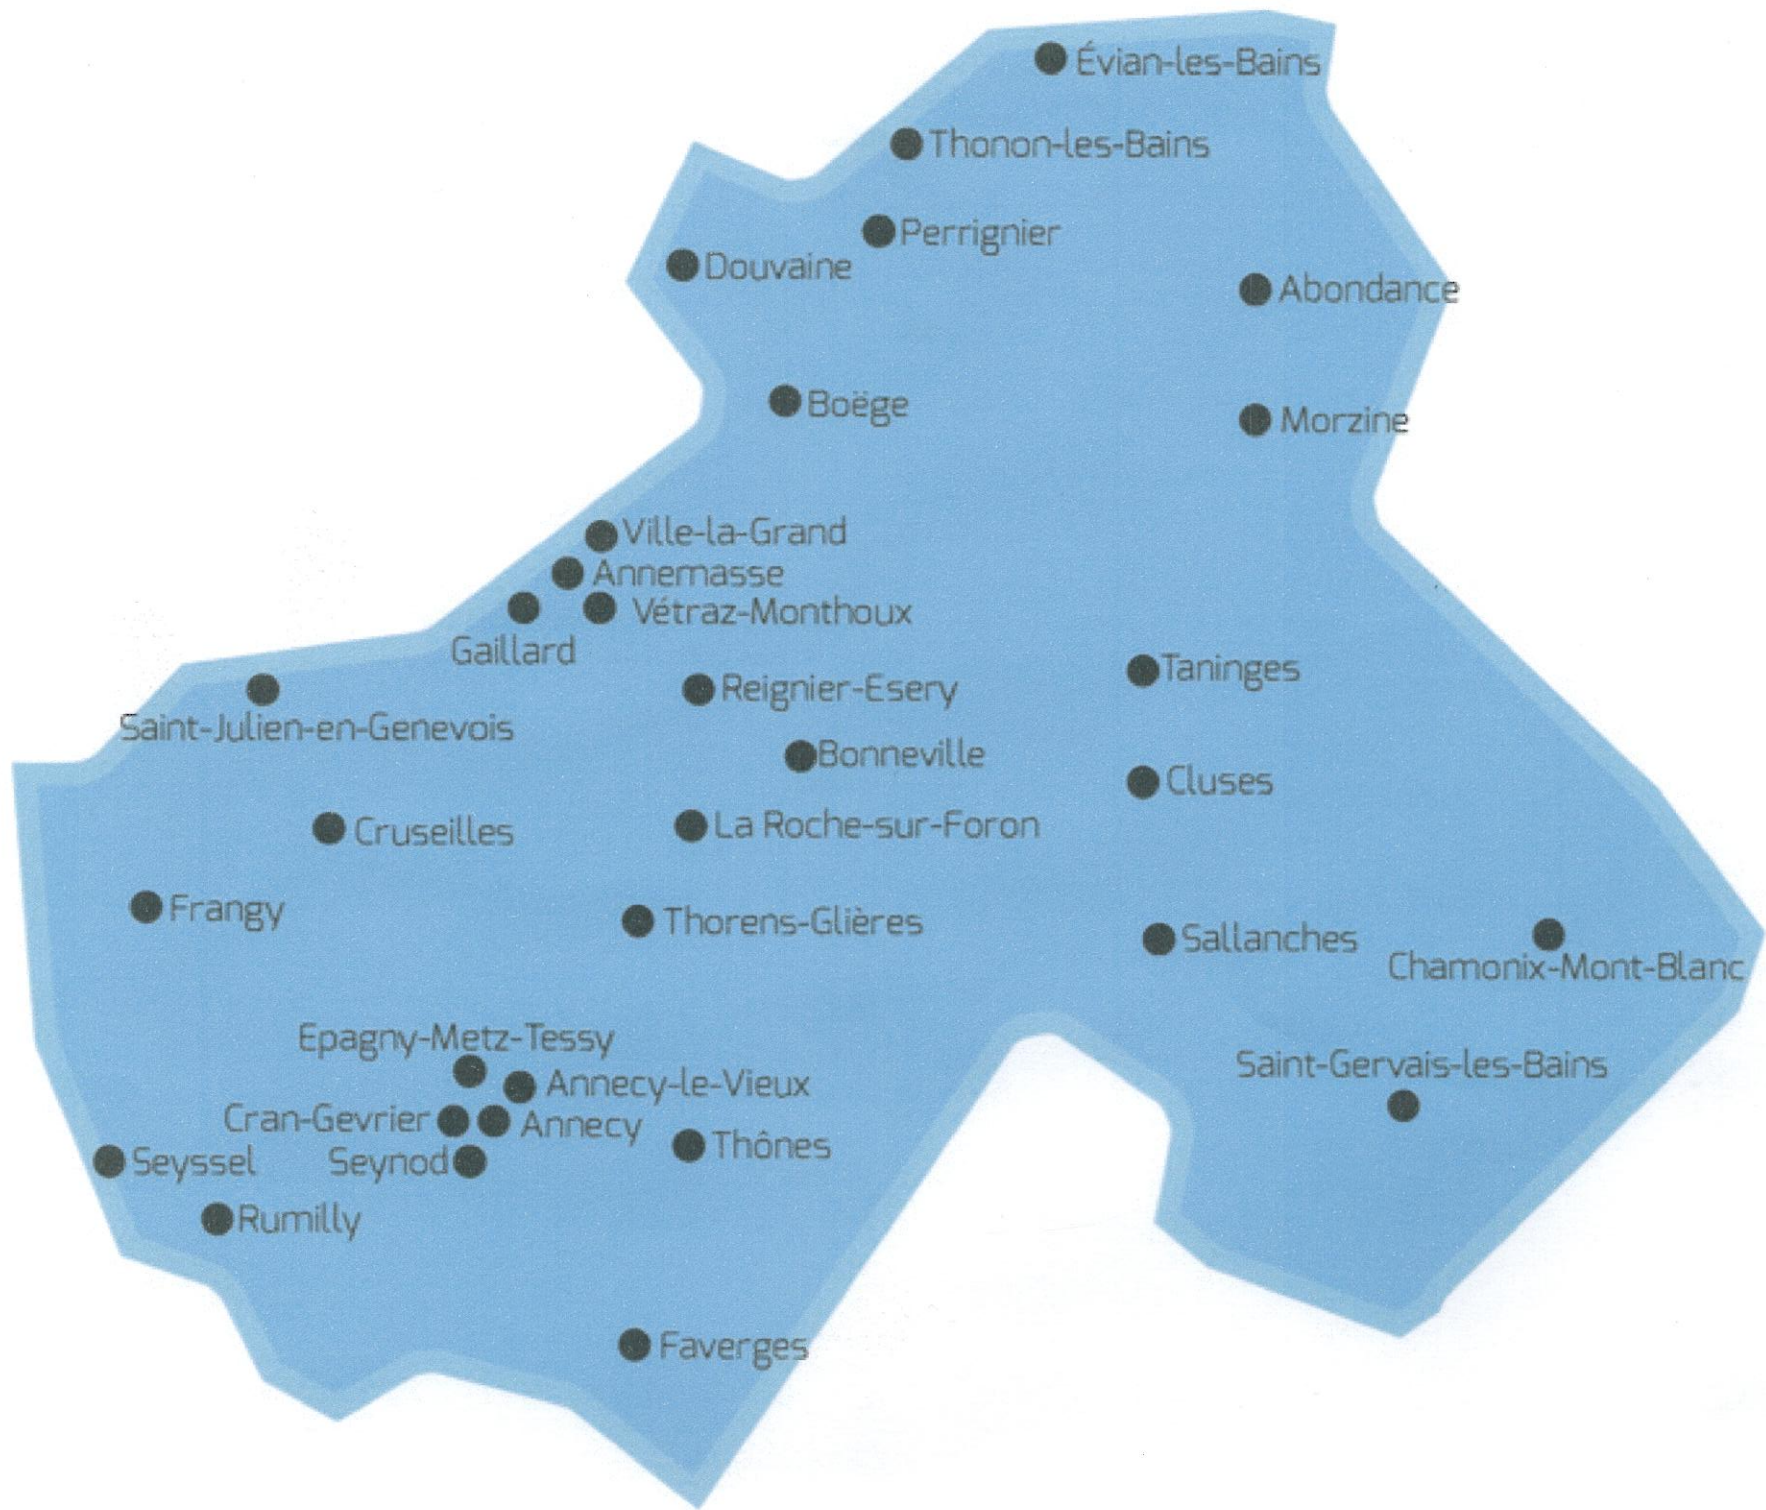 Évian-les-Bains
Thonon-les-Bains
Perrignier
Douvaine
Abondance
Boëge
Morzine
Ville-la-Grand
Annemasse
Vétraz-Monthoux
Gaillard
Taninges
Reignier-Esery
Saint-Julien-en-Genevois
Bonneville
Cluses
La Roche-sur-Foron
Cruseilles
Frangy
Thorens-Glières
Sallanches
Chamonix-Mont-Blanc
Epagny-Metz-Tessy
Saint-Gervais-les-Bains
Annecy-le-Vieux
Cran-Gevrier
Annecy
Thônes
Seyssel
Seynod
Rumilly
Faverges